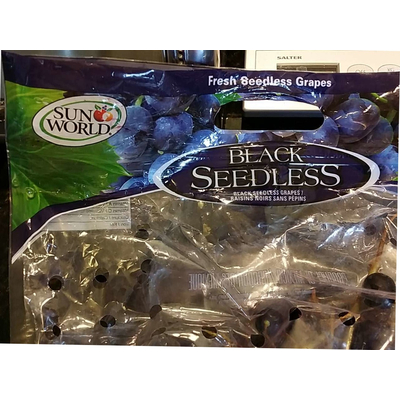 SALTER
Fresh Seedless Grapes
SUN
WORLD
BLACK
SEEDLESS
BLACK SEEDLESS GRAPES /
RAISINS NOIRS SANS PEPINS